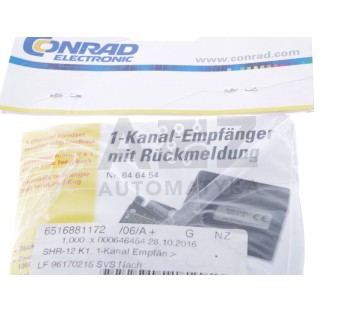 CONRAD
ELECTRONIC
www.conrad.com
1-Kanal-Empfänger
mit Rückmeldung
Nr. 64 64 54
AUTOMATYKA
6516881172 /06/A+ G NZ
1,000 x 000646454 28.10.2016
SHR-12 K1, 1-Kanal Empfän.>
LF 96170215 SVS Nach